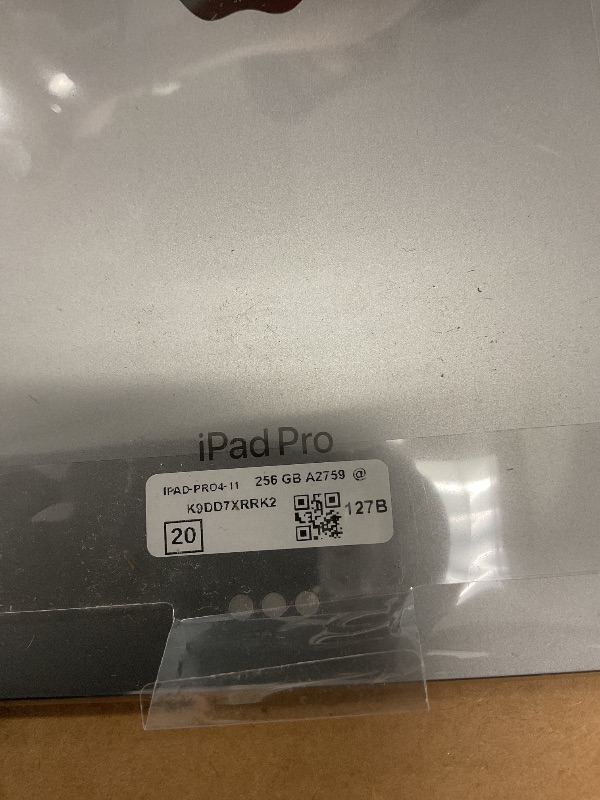 iPad Pro
IPAD-PRO4-11 256 GB A2759 @
K9DD7XRRK2
20
127B